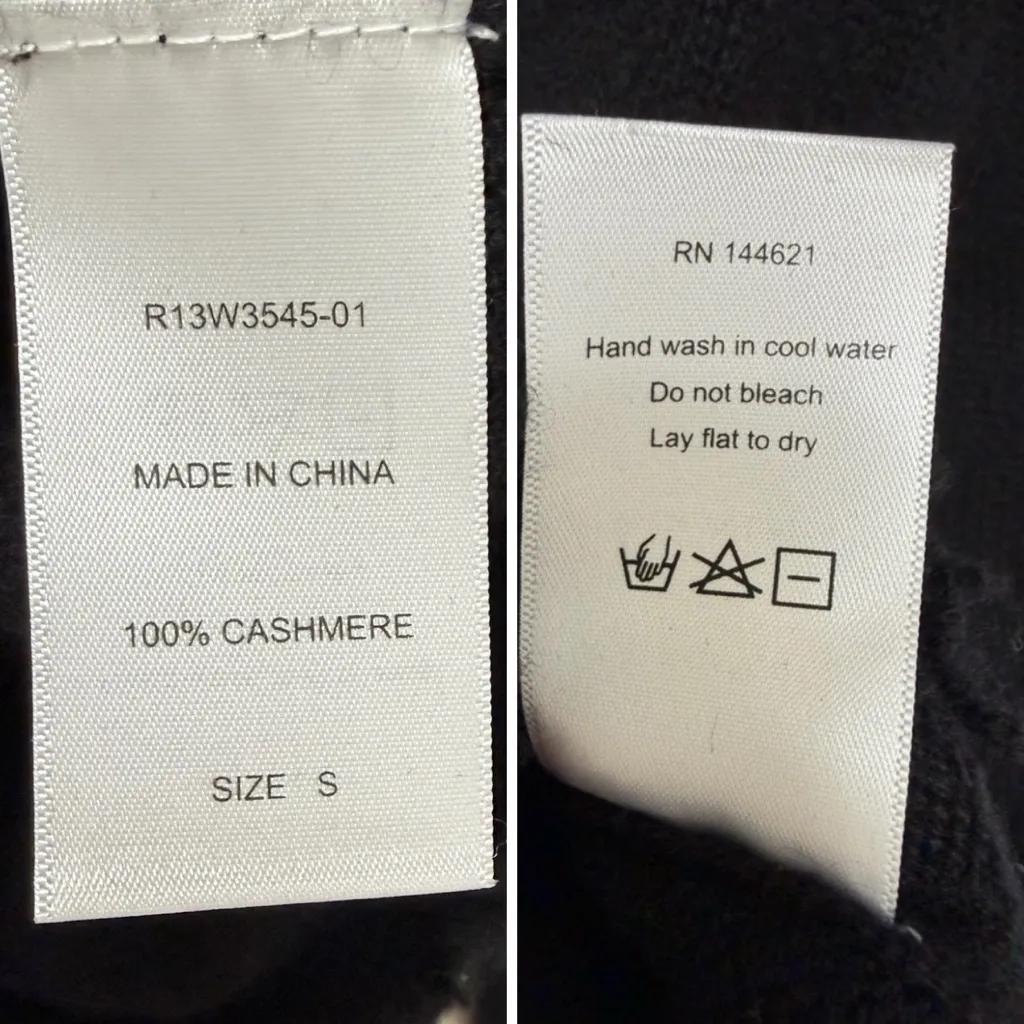 R13W3545-01
MADE IN CHINA
100% CASHMERE
SIZE S
RN 144621
Hand wash in cool water
Do not bleach
Lay flat to dry